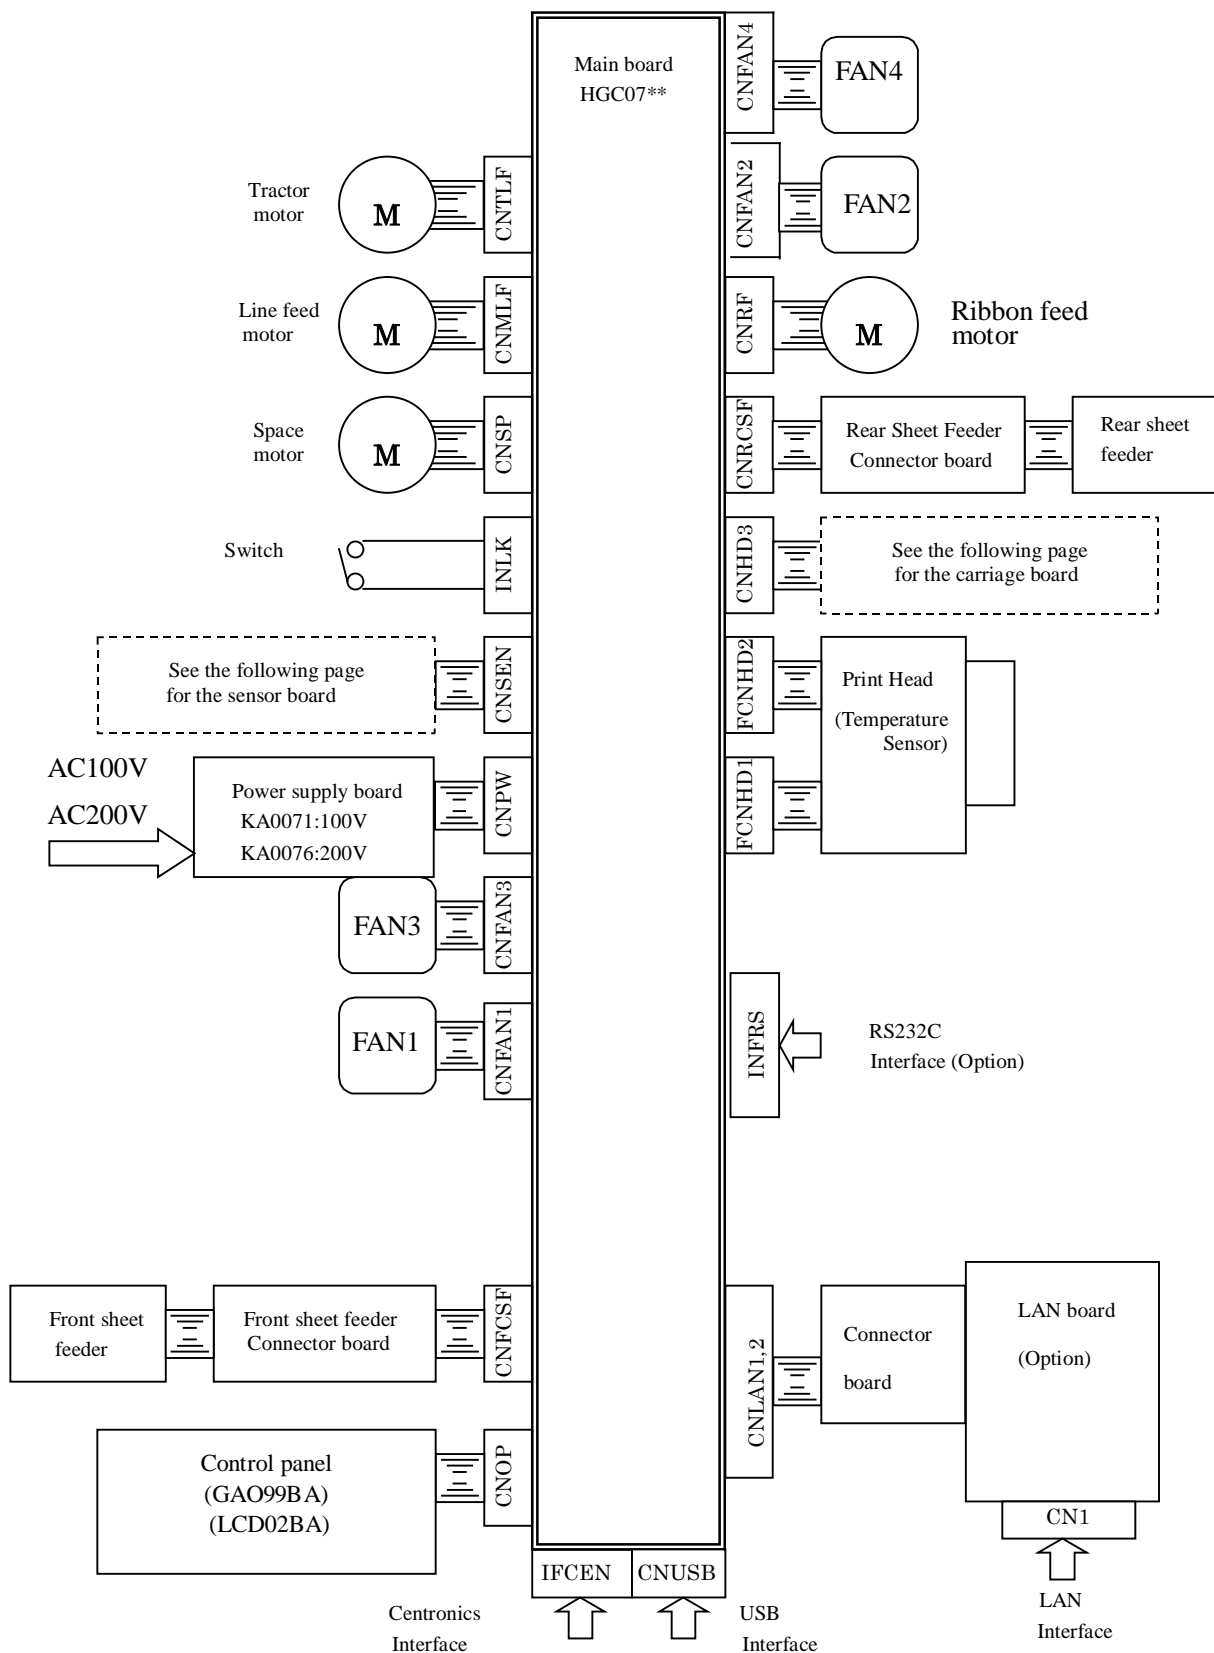 Main board
HGC07**
CNFAN4
FAN4
Tractor
motor
M
CNTLF
CNFAN2
FAN2
Line feed
motor
M
CNMLF
CNRF
M
Ribbon feed
motor
Space
motor
M
CNSP
CNRCSF
Rear Sheet Feeder
Connector board
Rear sheet
feeder
Switch
INLK
CNHD3
See the following page
for the carriage board
See the following page
for the sensor board
CNSEN
FCNHD2
Print Head
(Temperature
Sensor)
AC100V
AC200V
Power supply board
KA0071:100V
KA0076:200V
CNPW
FCNHD1
FAN3
CNFAN3
FAN1
CNFAN1
INFRS
RS232C
Interface (Option)
Front sheet
feeder
Front sheet feeder
Connector board
CNFCSF
CNLAN1,2
Connector
board
LAN board
(Option)
Control panel
(GAO99BA)
(LCD02BA)
CNOP
CN1
IFCEN
CNUSB
Centronics
Interface
USB
Interface
LAN
Interface